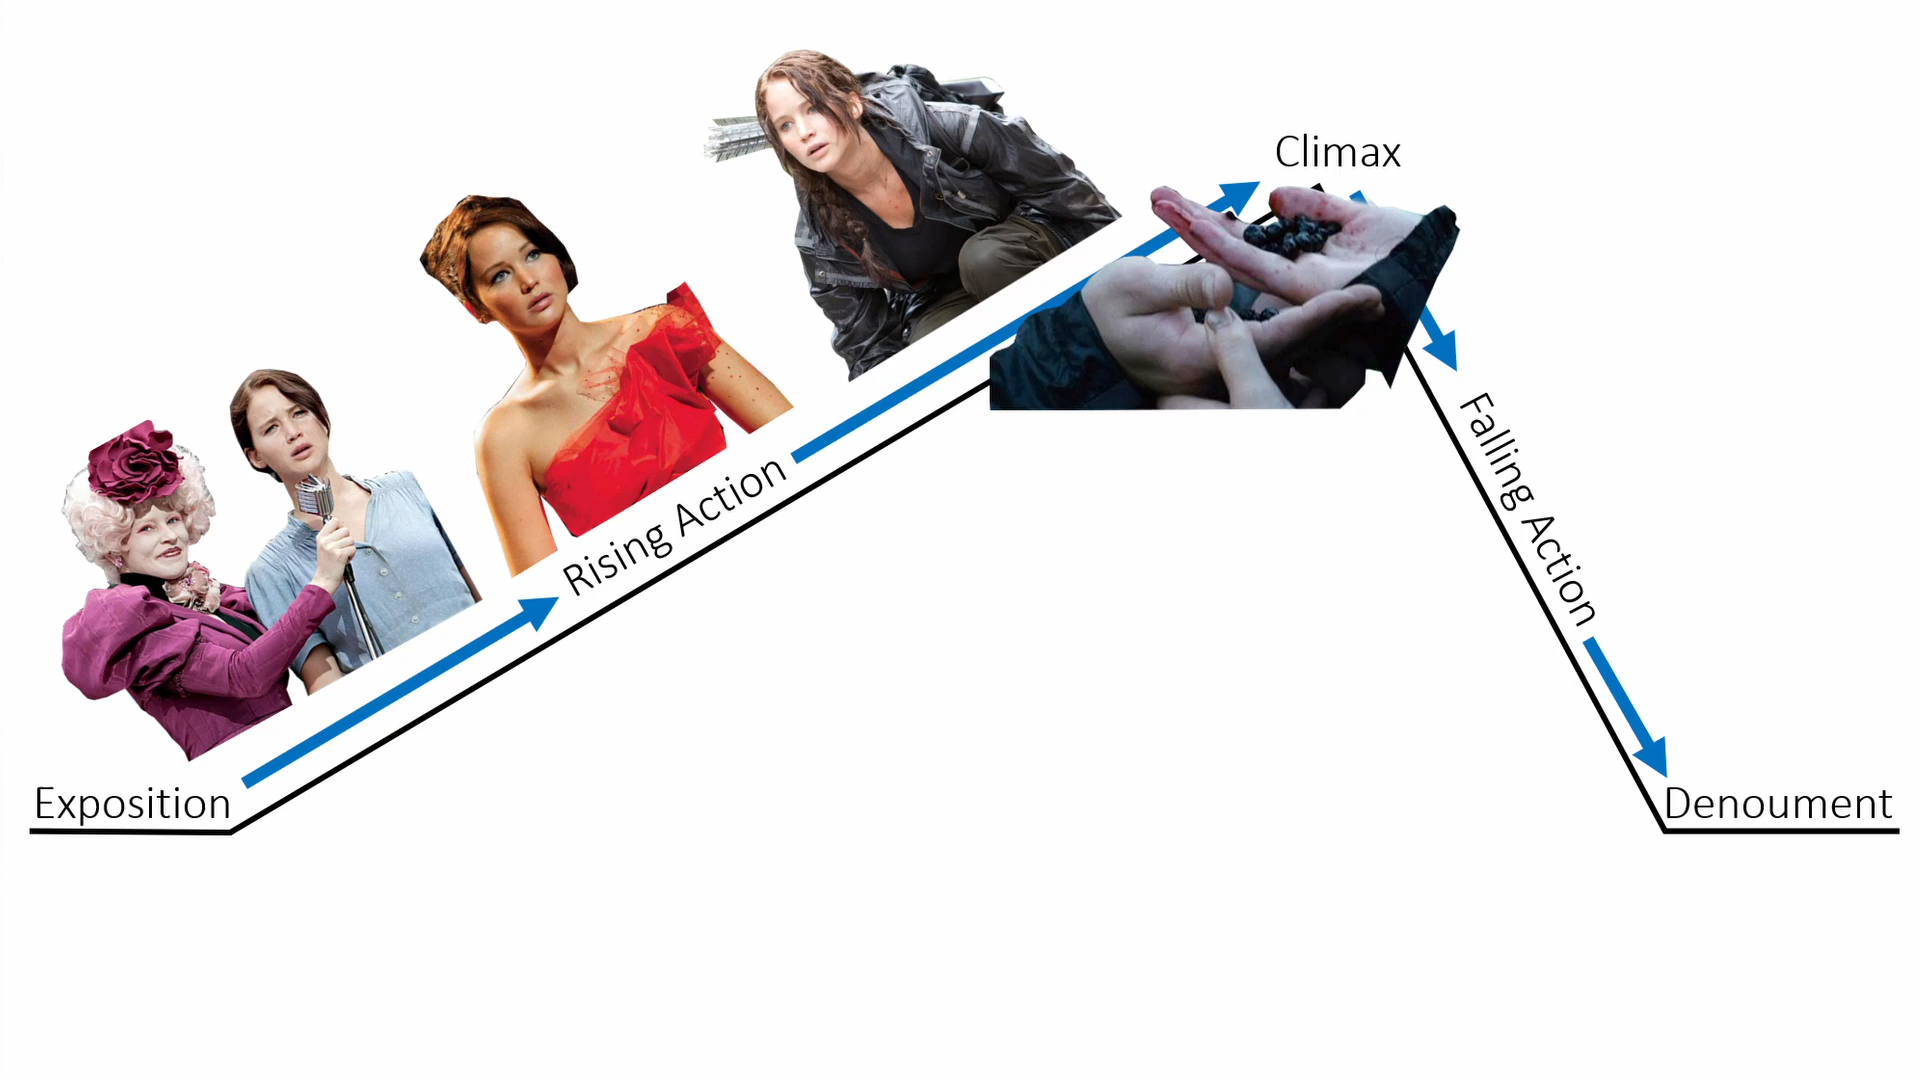 Exposition
Rising Action
Climax
Falling Action
Denoument